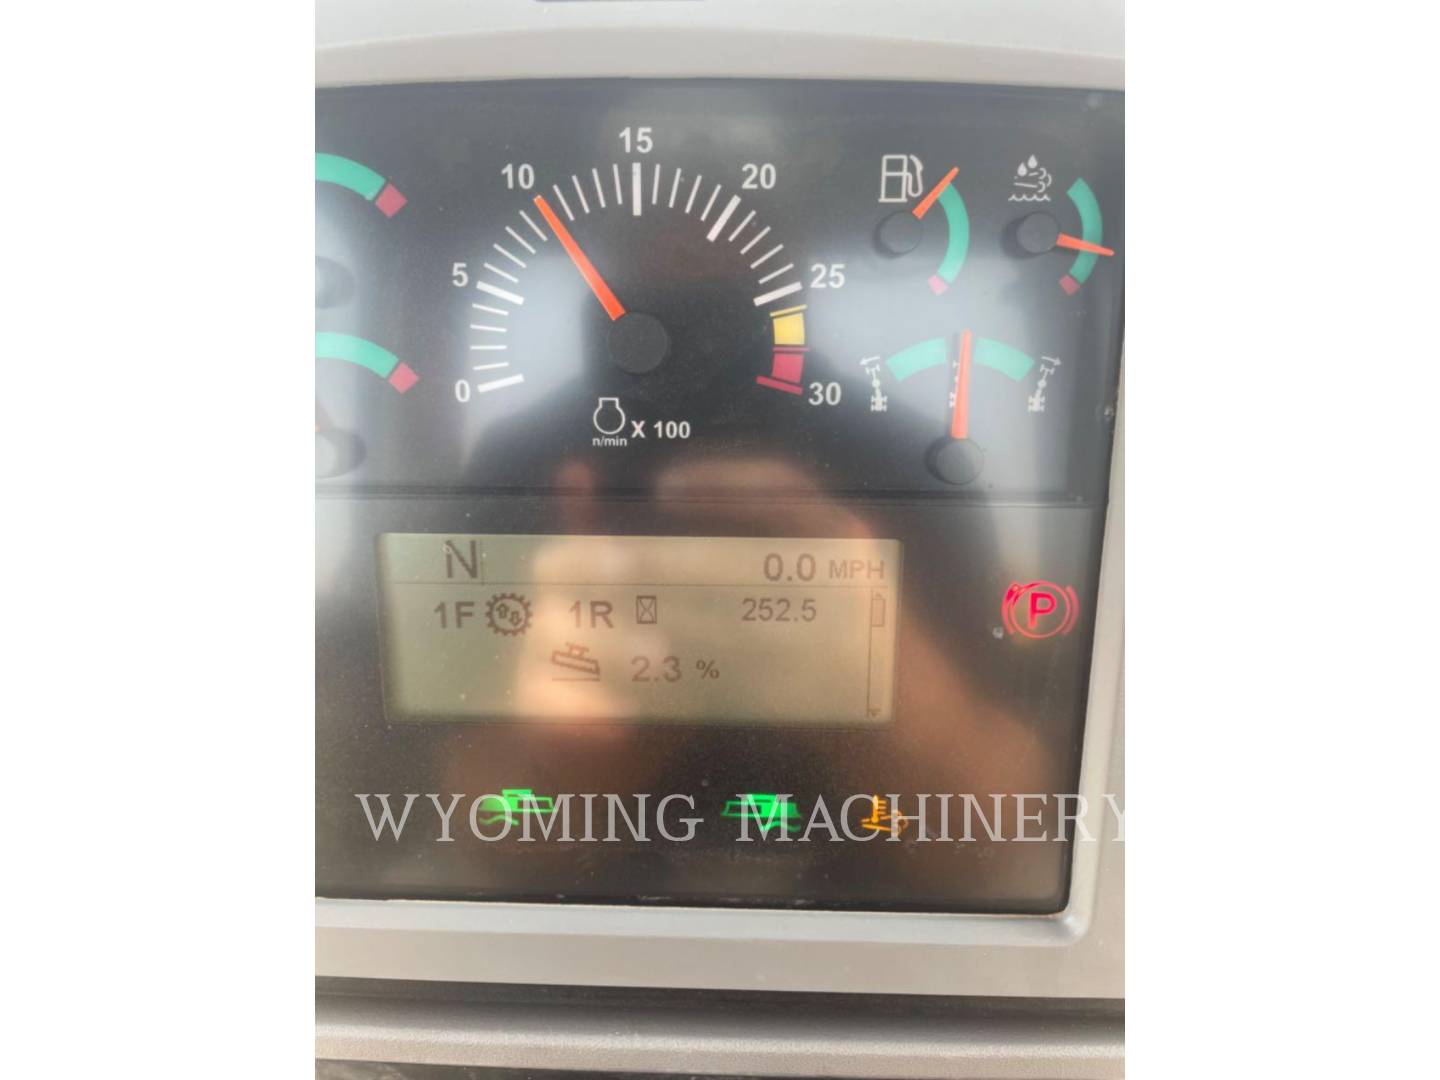 15
10
20
5
25
0
30
n/min X 100
N
0.0 MPH
1F 1R 252.5
2.3 %
P
WYOMING MACHINERY